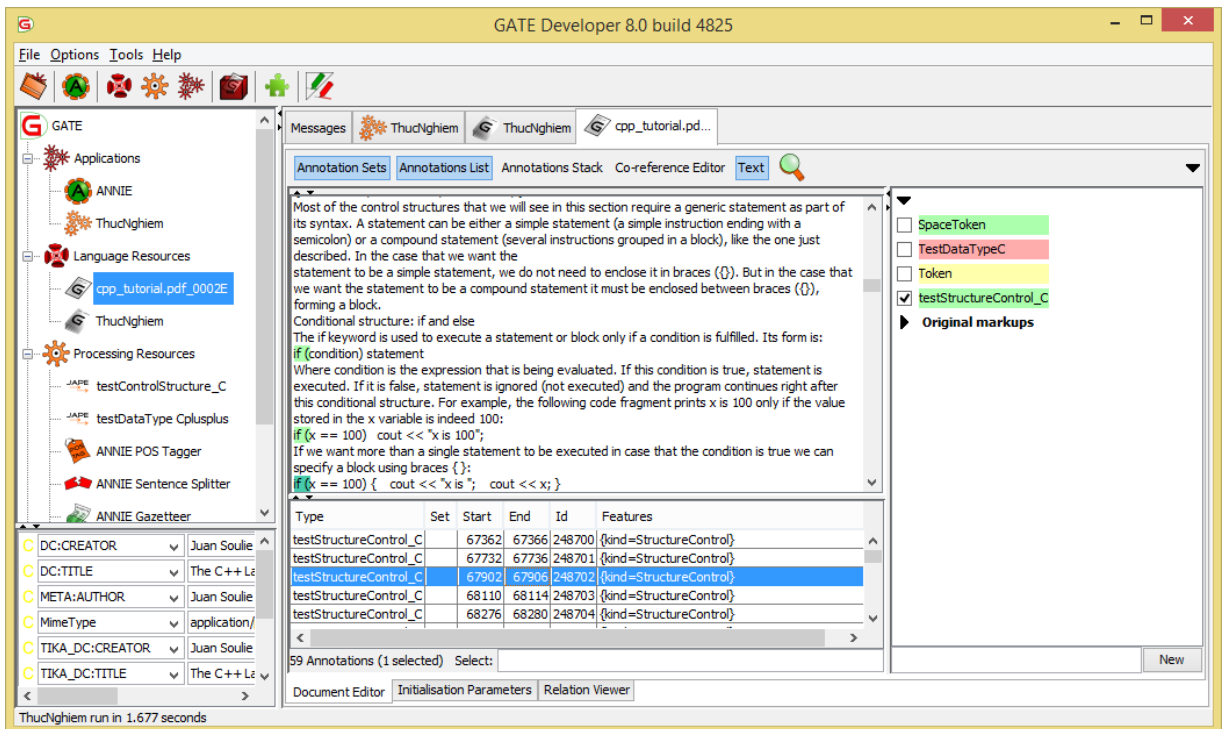 GATE Developer 8.0 build 4825
File Options Tools Help
GATE
Applications
ANNIE
ThucNghiem
Language Resources
cpp_tutorial.pdf_0002E
ThucNghiem
Processing Resources
testControlStructure_C
testDataType Cplusplus
ANNIE POS Tagger
ANNIE Sentence Splitter
ANNIE Gazetteer
DC:CREATOR Juan Soulie
DC:TITLE The C++ La
META:AUTHOR Juan Soulie
MimeType application/
TIKA_DC:CREATOR Juan Soulie
TIKA_DC:TITLE The C++ La
Messages ThucNghiem ThucNghiem cpp_tutorial.pd...
Annotation Sets Annotations List Annotations Stack Co-reference Editor Text
Most of the control structures that we will see in this section require a generic statement as part of
its syntax. A statement can be either a simple statement (a simple instruction ending with a
semicolon) or a compound statement (several instructions grouped in a block), like the one just
described. In the case that we want the
statement to be a simple statement, we do not need to enclose it in braces ({}). But in the case that
we want the statement to be a compound statement it must be enclosed between braces ({}),
forming a block.
Conditional structure: if and else
The if keyword is used to execute a statement or block only if a condition is fulfilled. Its form is:
if (condition) statement
Where condition is the expression that is being evaluated. If this condition is true, statement is
executed. If it is false, statement is ignored (not executed) and the program continues right after
this conditional structure. For example, the following code fragment prints x is 100 only if the value
stored in the x variable is indeed 100:
if (x == 100) cout << "x is 100";
If we want more than a single statement to be executed in case that the condition is true we can
specify a block using braces { }:
if (x == 100) { cout << "x is "; cout << x; }
SpaceToken
TestDataTypeC
Token
testStructureControl_C
Original markups
Type Set Start End Id Features
testStructureControl_C 67362 67366 248700 {kind=StructureControl}
testStructureControl_C 67732 67736 248701 {kind=StructureControl}
testStructureControl_C 67902 67906 248702 {kind=StructureControl}
testStructureControl_C 68110 68114 248703 {kind=StructureControl}
testStructureControl_C 68276 68280 248704 {kind=StructureControl}
59 Annotations (1 selected) Select:
New
Document Editor Initialisation Parameters Relation Viewer
ThucNghiem run in 1.677 seconds